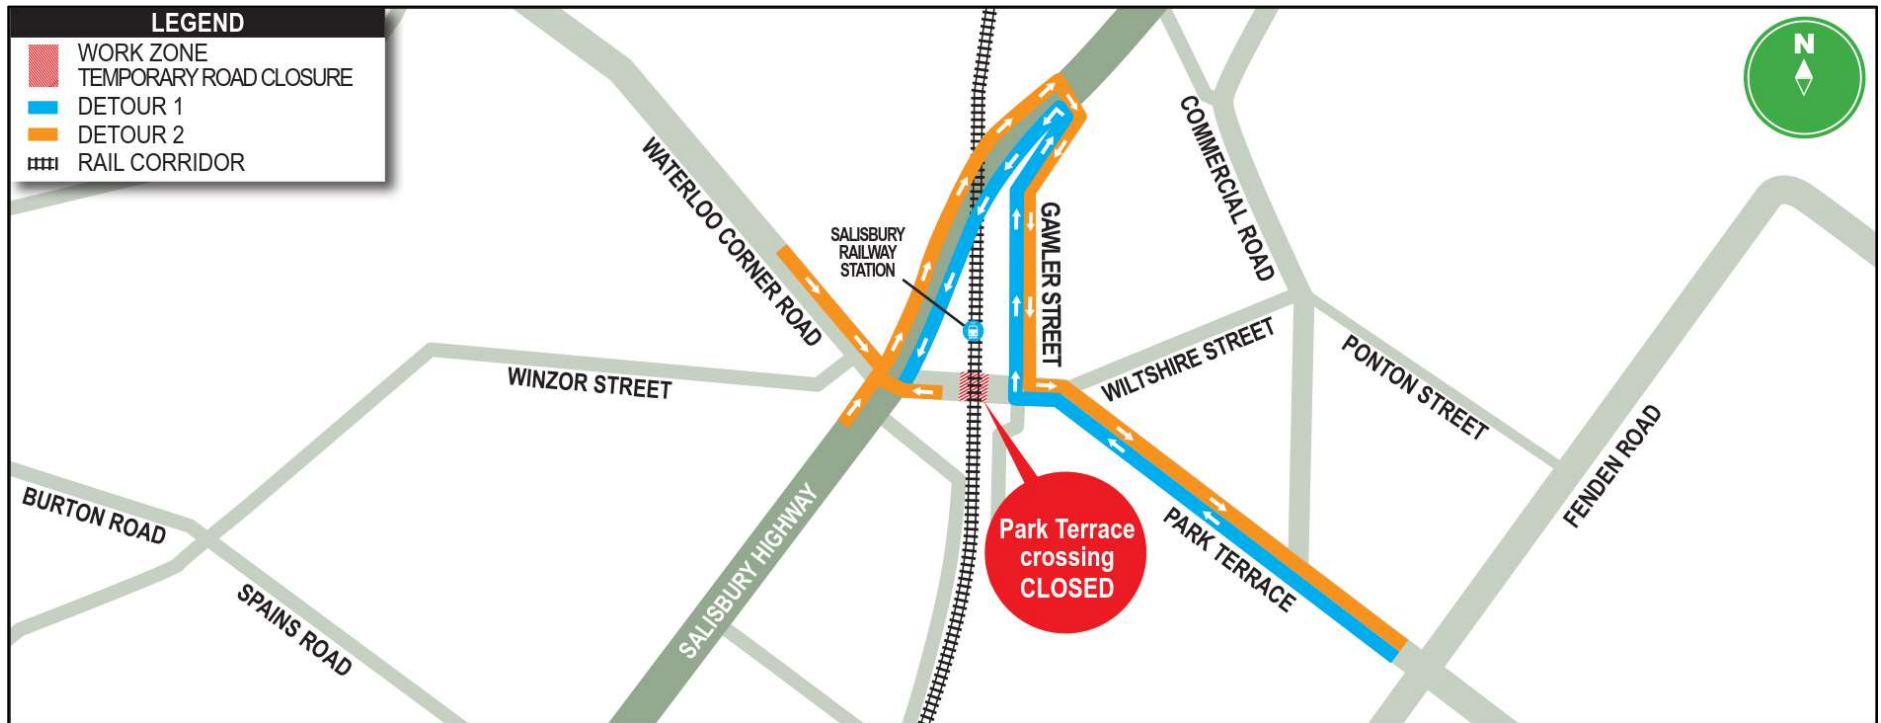 LEGEND
WORK ZONE
TEMPORARY ROAD CLOSURE
DETOUR 1
DETOUR 2
RAIL CORRIDOR
N
WATERLOO CORNER ROAD
SALISBURY
RAILWAY
STATION
GAWLER STREET
COMMERCIAL ROAD
WINZOR STREET
WILTSHIRE STREET
PONTON STREET
FENDEN ROAD
BURTON ROAD
SPAINS ROAD
SALISBURY HIGHWAY
Park Terrace
crossing
CLOSED
PARK TERRACE